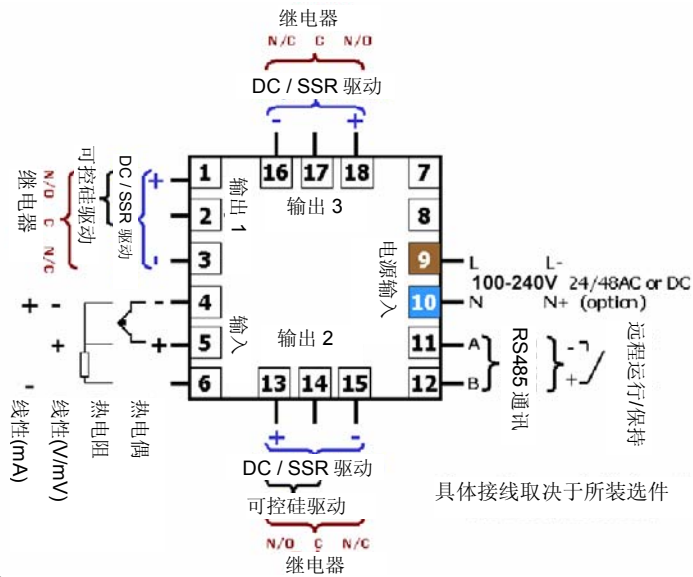 继电器
N/C C N/O
DC / SSR 驱动
- +
16 17 18
输出 3
1
2
3
4
5
6
输出 1
输入
DC / SSR 驱动
+
-
可控硅驱动
N/O C N/C
继电器
7
8
9
10
11
12
电源输入
L L-
100-240V 24/48AC or DC
N N+ (option)
A
B
RS485 通讯
-
+
远程运行/保持
+ - -
+ +
-
线性(mA)
线性(V/mV)
热电阻
热电偶
输出 2
13 14 15
+ -
DC / SSR 驱动
可控硅驱动
N/O C N/C
继电器
具体接线取决于所装选件